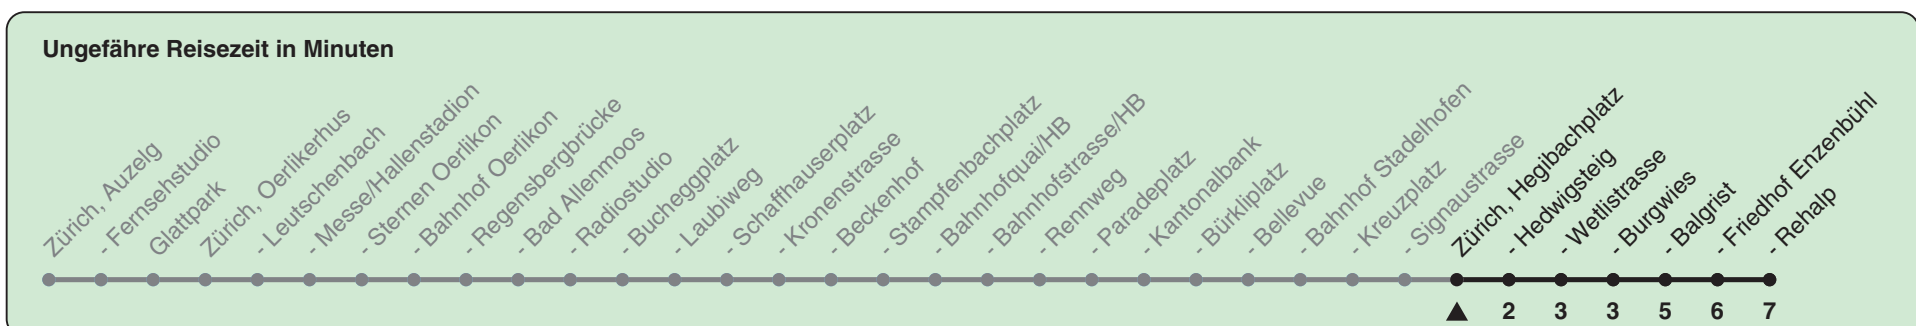 Ungefähre Reisezeit in Minuten
Zürich, Auzelg
- Fernsehstudio
Glattpark
Zürich, Oerlikerhus
- Leutschenbach
- Messe/Hallenstadion
- Sternen Oerlikon
- Bahnhof Oerlikon
- Regensbergbrücke
- Bad Allenmoos
- Radiostudio
- Bucheggplatz
- Laubiweg
- Schaffhauserplatz
- Kronenstrasse
- Beckenhof
- Stampfenbachplatz
- Bahnhofquai/HB
- Bahnhofstrasse/HB
- Rennweg
- Paradeplatz
- Kantonalbank
- Bürkliplatz
- Bellevue
- Bahnhof Stadelhofen
- Kreuzplatz
- Signaustrasse
Zürich, Hegibachplatz
- Hedwigsteig
- Wetlistrasse
- Burgwies
- Balgrist
- Friedhof Enzenbühl
- Rehalp
2 3 3 5 6 7